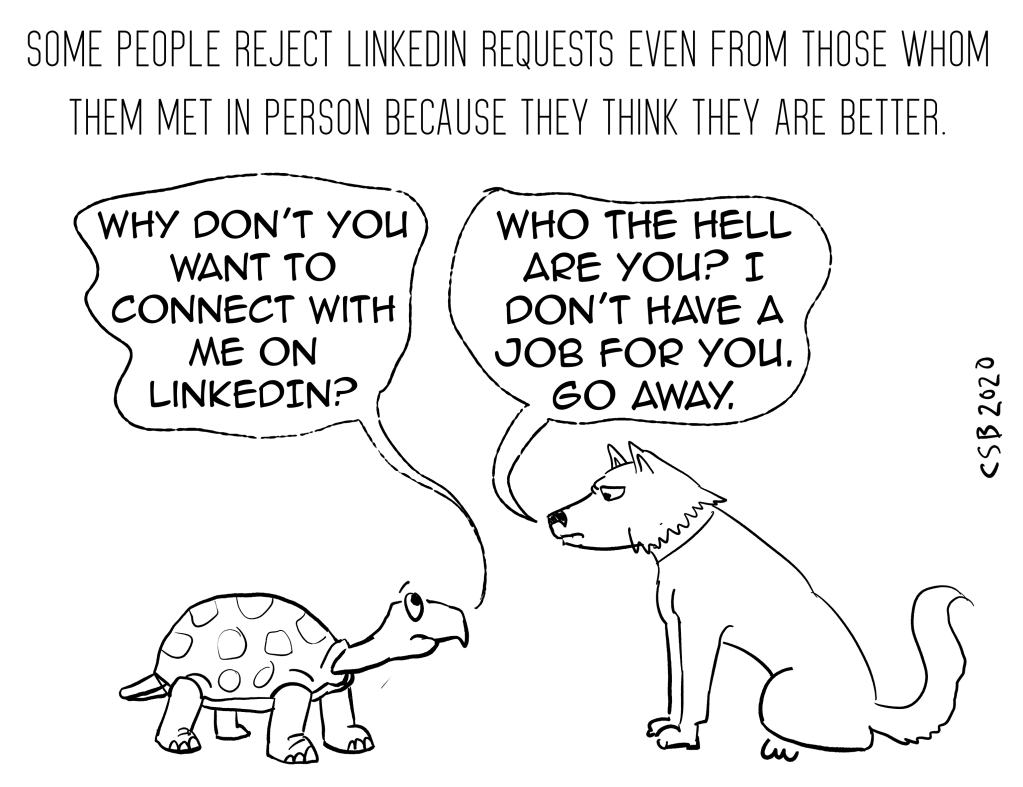 SOME PEOPLE REJECT LINKEDIN REQUESTS EVEN FROM THOSE WHOM
THEM MET IN PERSON BECAUSE THEY THINK THEY ARE BETTER.
WHY DON'T YOU
WANT TO
CONNECT WITH
ME ON
LINKEDIN?
WHO THE HELL
ARE YOU? I
DON'T HAVE A
JOB FOR YOU.
GO AWAY.
CSB 2020